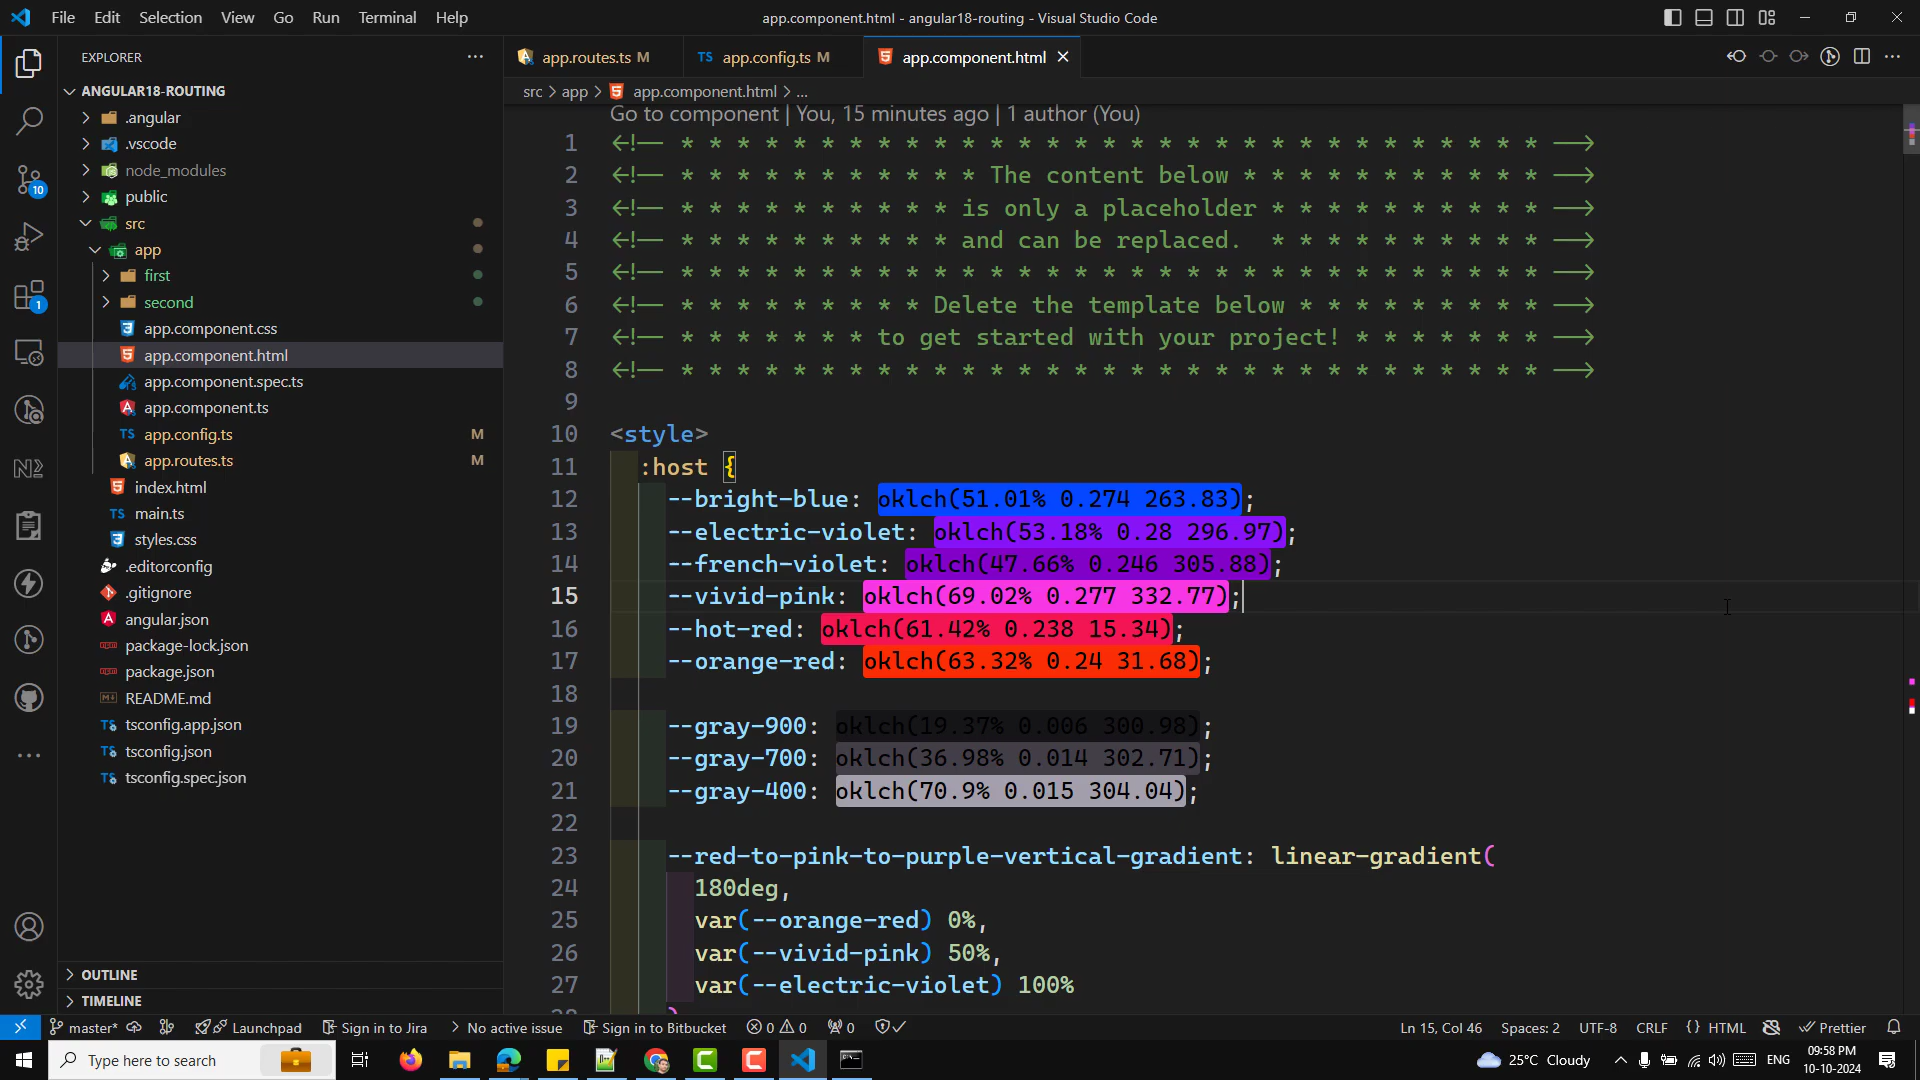 File Edit Selection View Go Run Terminal Help
app.component.html - angular18-routing - Visual Studio Code
EXPLORER
ANGULAR18-ROUTING
.angular
.vscode
node_modules
public
src
app
first
second
app.component.css
app.component.html
app.component.spec.ts
app.component.ts
app.config.ts M
app.routes.ts M
index.html
main.ts
styles.css
.editorconfig
.gitignore
angular.json
package-lock.json
package.json
README.md
tsconfig.app.json
tsconfig.json
tsconfig.spec.json
OUTLINE
TIMELINE
10
1
app.routes.ts M app.config.ts M app.component.html
src > app > app.component.html > ...
Go to component | You, 15 minutes ago | 1 author (You)
1 <!-- * * * * * * * * * * * * * * * * * * * * * * * * * * * * * * * -->
2 <!-- * * * * * * * * * * * The content below * * * * * * * * * * * -->
3 <!-- * * * * * * * * * * is only a placeholder * * * * * * * * * * -->
4 <!-- * * * * * * * * * * and can be replaced.  * * * * * * * * * * -->
5 <!-- * * * * * * * * * * * * * * * * * * * * * * * * * * * * * * * -->
6 <!-- * * * * * * * * * Delete the template below * * * * * * * * * -->
7 <!-- * * * * * * * to get started with your project! * * * * * * * -->
8 <!-- * * * * * * * * * * * * * * * * * * * * * * * * * * * * * * * -->
9
10 <style>
11 :host {
12 --bright-blue: oklch(51.01% 0.274 263.83);
13 --electric-violet: oklch(53.18% 0.28 296.97);
14 --french-violet: oklch(47.66% 0.246 305.88);
15 --vivid-pink: oklch(69.02% 0.277 332.77);
16 --hot-red: oklch(61.42% 0.238 15.34);
17 --orange-red: oklch(63.32% 0.24 31.68);
18
19 --gray-900: oklch(19.37% 0.006 300.98);
20 --gray-700: oklch(36.98% 0.014 302.71);
21 --gray-400: oklch(70.9% 0.015 304.04);
22
23 --red-to-pink-to-purple-vertical-gradient: linear-gradient(
24 180deg,
25 var(--orange-red) 0%,
26 var(--vivid-pink) 50%,
27 var(--electric-violet) 100%
master* Launchpad Sign in to Jira > No active issue Sign in to Bitbucket 0 0 0 Ln 15, Col 46 Spaces: 2 UTF-8 CRLF { } HTML Prettier
Type here to search
25°C Cloudy ENG 09:58 PM
10-10-2024